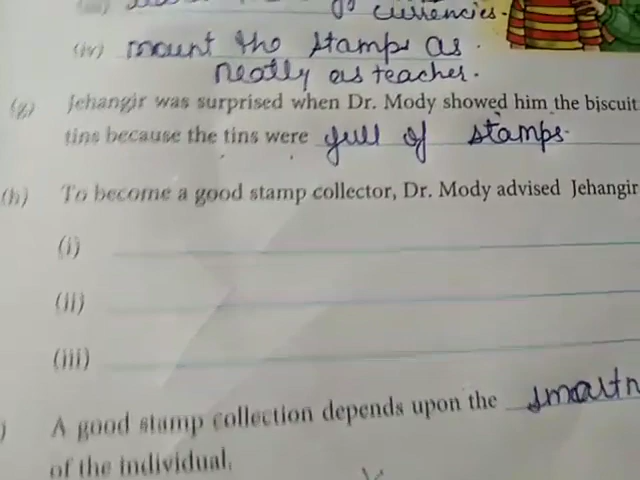 currencies.
(iv) mount the stamps as
neatly as teacher.
(g) Jehangir was surprised when Dr. Mody showed him the biscuit
tins because the tins were full of stamps.
(h) To become a good stamp collector, Dr. Mody advised Jehangir
(i)
(ii)
(iii)
A good stamp collection depends upon the
of the individual.